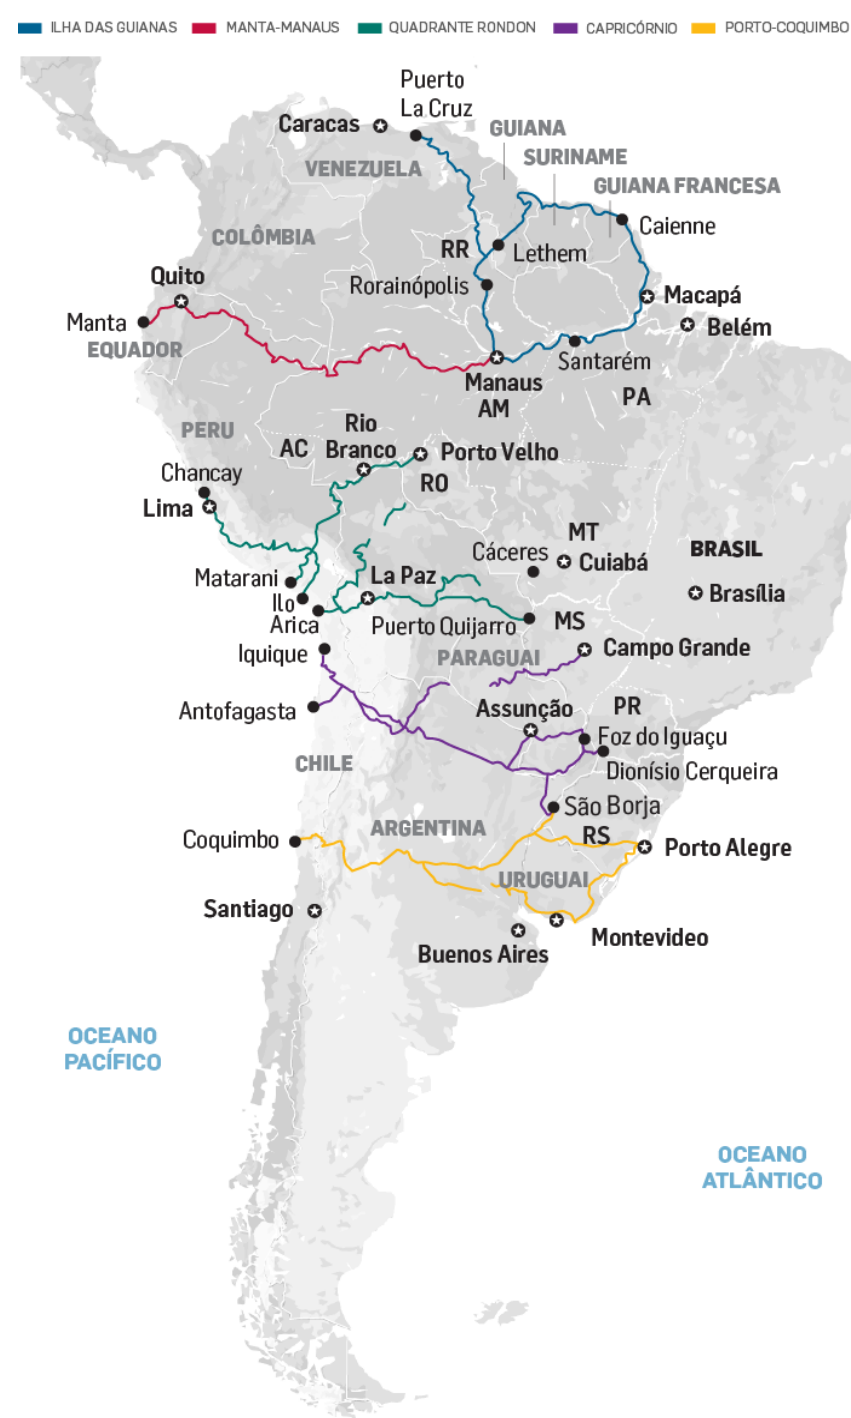 ILHA DAS GUIANAS MANTA-MANAUS QUADRANTE RONDON CAPRICÓRNIO PORTO-COQUIMBO
Puerto
La Cruz
Caracas
GUIANA
VENEZUELA
SURINAME
GUIANA FRANCESA
COLÔMBIA
Caienne
RR
Lethem
Quito
Rorainópolis
Macapá
Manta
Belém
EQUADOR
Santarém
Manaus
AM
PA
PERU
Rio
Branco
AC
Porto Velho
Chancay
RO
Lima
MT
Cáceres
Cuiabá
BRASIL
Matarani
La Paz
Brasília
Ilo
Arica
Puerto Quijarro
MS
Iquique
PARAGUAI
Campo Grande
Antofagasta
Assunção
PR
Foz do Iguaçu
CHILE
Dionísio Cerqueira
São Borja
ARGENTINA
RS
Coquimbo
Porto Alegre
URUGUAI
Santiago
Montevideo
Buenos Aires
OCEANO
PACÍFICO
OCEANO
ATLÂNTICO